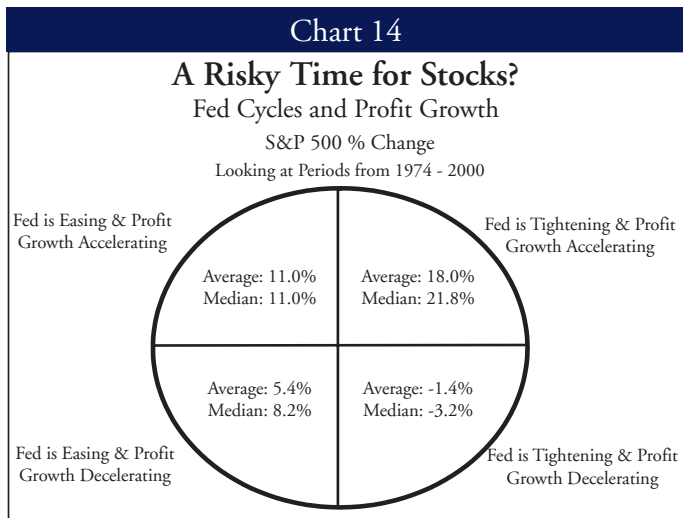 Chart 14
A Risky Time for Stocks?
Fed Cycles and Profit Growth
S&P 500 % Change
Looking at Periods from 1974 - 2000
Fed is Easing & Profit
Growth Accelerating
Fed is Tightening & Profit
Growth Accelerating
Average: 11.0%
Median: 11.0%
Average: 18.0%
Median: 21.8%
Average: 5.4%
Median: 8.2%
Average: -1.4%
Median: -3.2%
Fed is Easing & Profit
Growth Decelerating
Fed is Tightening & Profit
Growth Decelerating